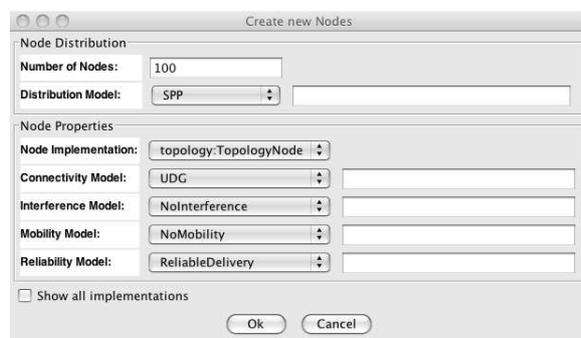 Create new Nodes
Node Distribution
Number of Nodes: 100
Distribution Model: SPP
Node Properties
Node Implementation: topology:TopologyNode
Connectivity Model: UDG
Interference Model: NoInterference
Mobility Model: NoMobility
Reliability Model: ReliableDelivery
Show all implementations
Ok Cancel